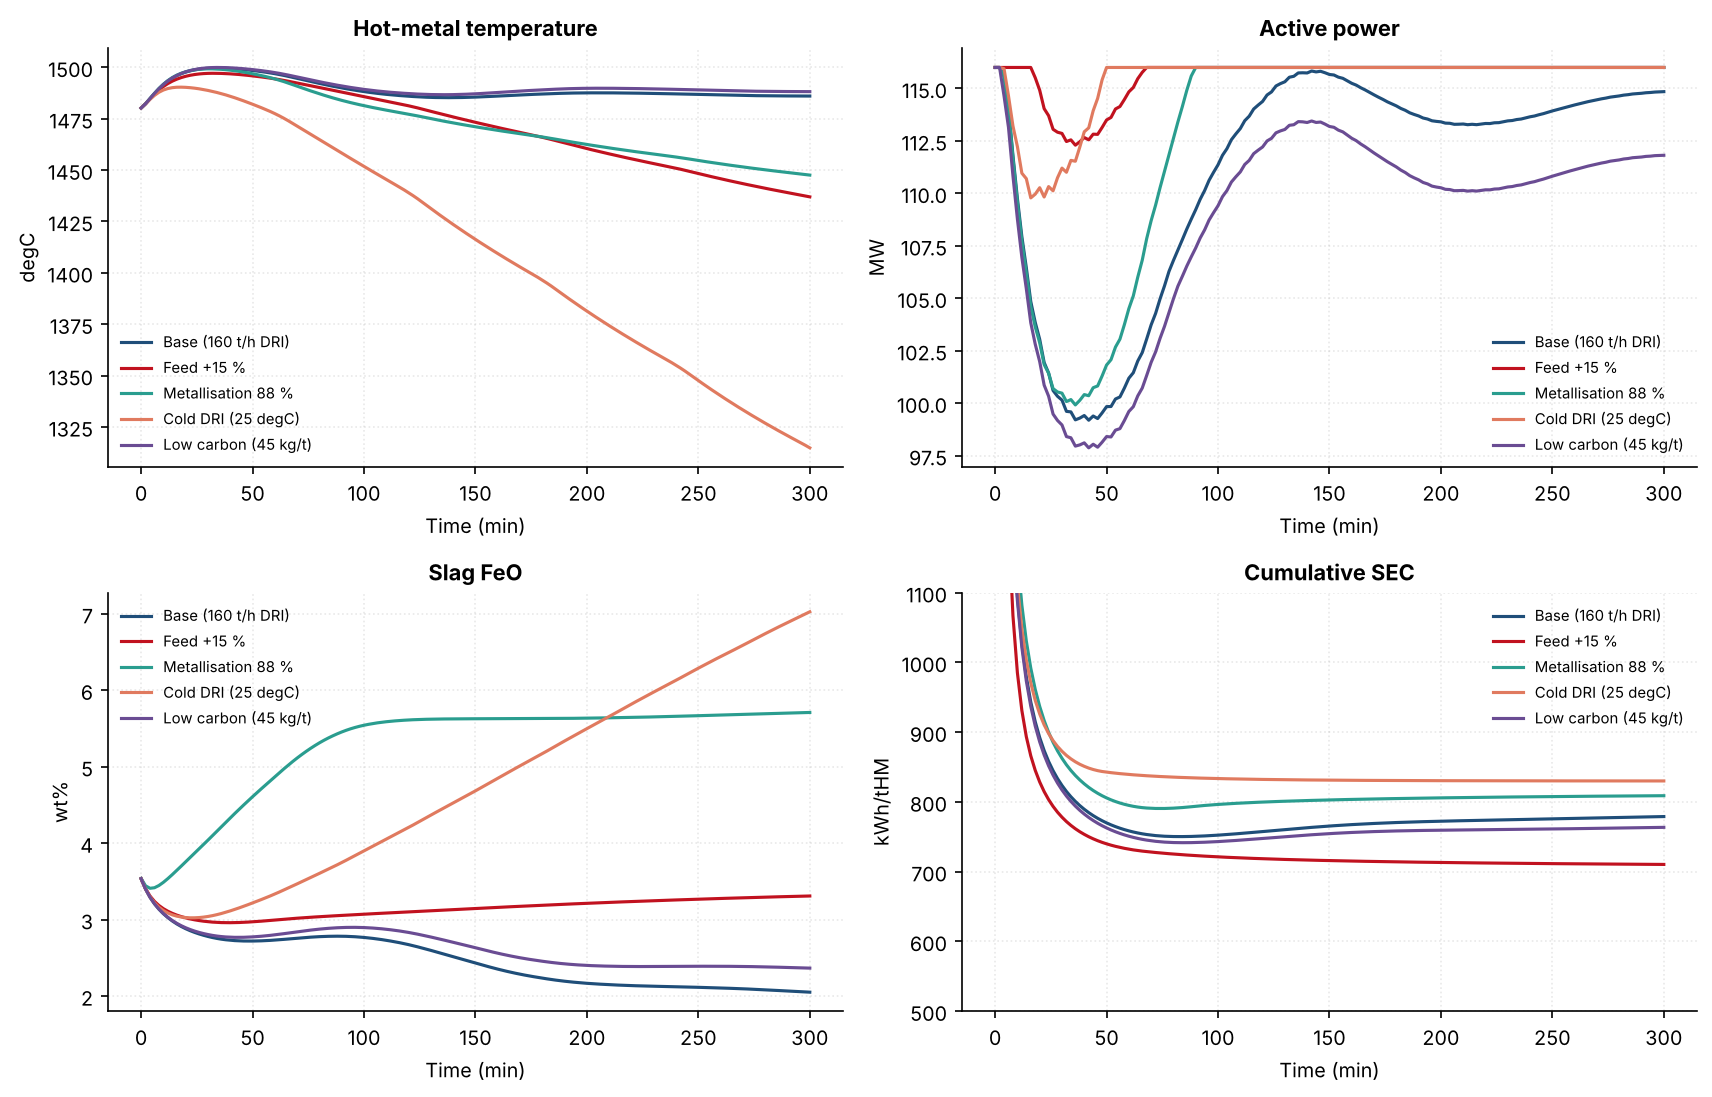 Hot-metal temperature
degC
1500
1475
1450
1425
1400
1375
1350
1325
Base (160 t/h DRI)
Feed +15 %
Metallisation 88 %
Cold DRI (25 degC)
Low carbon (45 kg/t)
0 50 100 150 200 250 300
Time (min)
Active power
MW
115.0
112.5
110.0
107.5
105.0
102.5
100.0
97.5
Base (160 t/h DRI)
Feed +15 %
Metallisation 88 %
Cold DRI (25 degC)
Low carbon (45 kg/t)
0 50 100 150 200 250 300
Time (min)
Slag FeO
wt%
7
6
5
4
3
2
Base (160 t/h DRI)
Feed +15 %
Metallisation 88 %
Cold DRI (25 degC)
Low carbon (45 kg/t)
0 50 100 150 200 250 300
Time (min)
Cumulative SEC
kWh/tHM
1100
1000
900
800
700
600
500
Base (160 t/h DRI)
Feed +15 %
Metallisation 88 %
Cold DRI (25 degC)
Low carbon (45 kg/t)
0 50 100 150 200 250 300
Time (min)